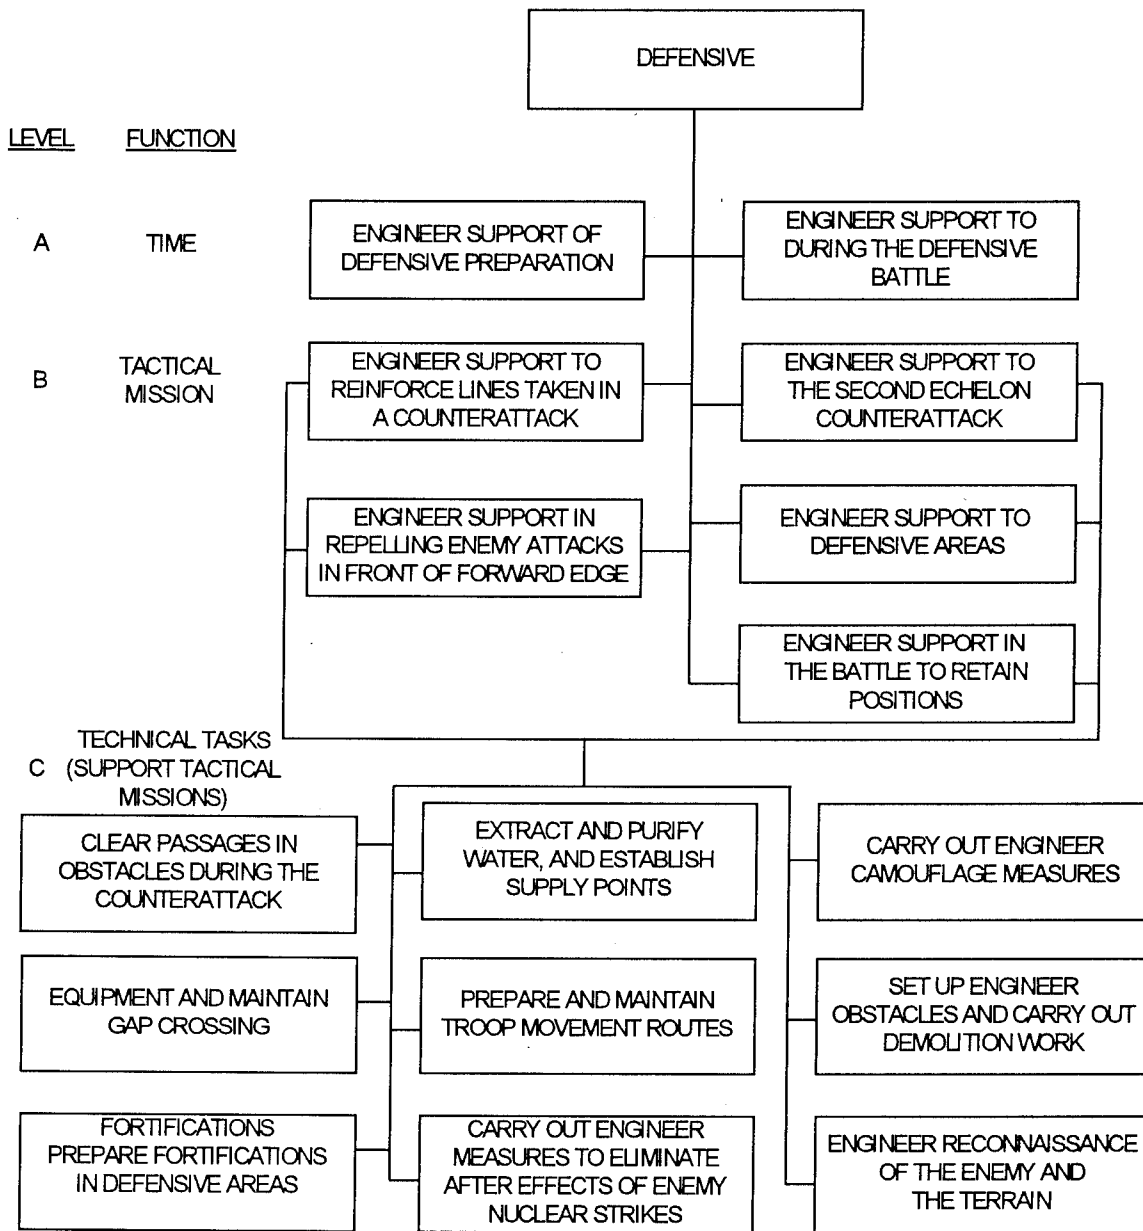 DEFENSIVE
LEVEL FUNCTION
A TIME
ENGINEER SUPPORT OF
DEFENSIVE PREPARATION
ENGINEER SUPPORT TO
DURING THE DEFENSIVE
BATTLE
B TACTICAL
MISSION
ENGINEER SUPPORT TO
REINFORCE LINES TAKEN IN
A COUNTERATTACK
ENGINEER SUPPORT TO
THE SECOND ECHELON
COUNTERATTACK
ENGINEER SUPPORT IN
REPELLING ENEMY ATTACKS
IN FRONT OF FORWARD EDGE
ENGINEER SUPPORT TO
DEFENSIVE AREAS
ENGINEER SUPPORT IN
THE BATTLE TO RETAIN
POSITIONS
TECHNICAL TASKS
C (SUPPORT TACTICAL
MISSIONS)
CLEAR PASSAGES IN
OBSTACLES DURING THE
COUNTERATTACK
EXTRACT AND PURIFY
WATER, AND ESTABLISH
SUPPLY POINTS
CARRY OUT ENGINEER
CAMOUFLAGE MEASURES
EQUIPMENT AND MAINTAIN
GAP CROSSING
PREPARE AND MAINTAIN
TROOP MOVEMENT ROUTES
SET UP ENGINEER
OBSTACLES AND CARRY OUT
DEMOLITION WORK
FORTIFICATIONS
PREPARE FORTIFICATIONS
IN DEFENSIVE AREAS
CARRY OUT ENGINEER
MEASURES TO ELIMINATE
AFTER EFFECTS OF ENEMY
NUCLEAR STRIKES
ENGINEER RECONNAISSANCE
OF THE ENEMY AND
THE TERRAIN